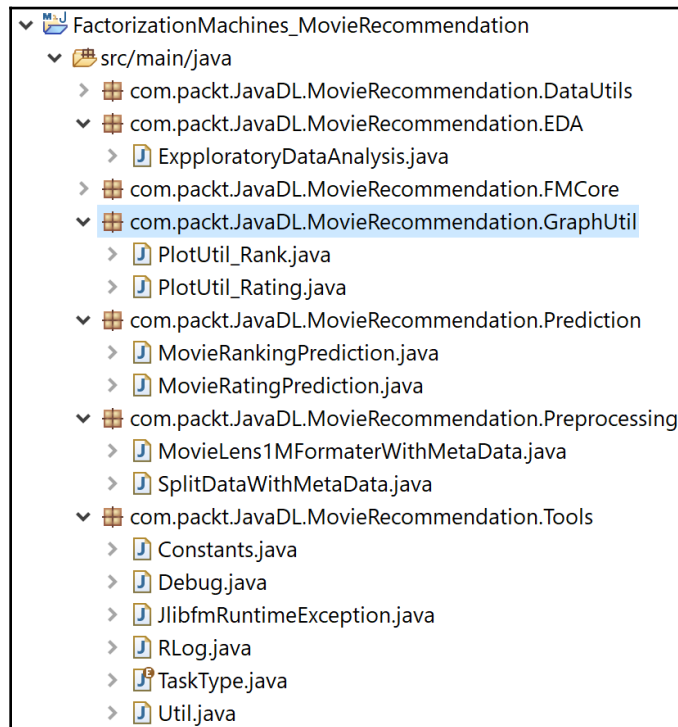 FactorizationMachines_MovieRecommendation
src/main/java
com.packt.JavaDL.MovieRecommendation.DataUtils
com.packt.JavaDL.MovieRecommendation.EDA
ExpploratoryDataAnalysis.java
com.packt.JavaDL.MovieRecommendation.FMCore
com.packt.JavaDL.MovieRecommendation.GraphUtil
PlotUtil_Rank.java
PlotUtil_Rating.java
com.packt.JavaDL.MovieRecommendation.Prediction
MovieRankingPrediction.java
MovieRatingPrediction.java
com.packt.JavaDL.MovieRecommendation.Preprocessing
MovieLens1MFormaterWithMetaData.java
SplitDataWithMetaData.java
com.packt.JavaDL.MovieRecommendation.Tools
Constants.java
Debug.java
JlibfmRuntimeException.java
RLog.java
TaskType.java
Util.java